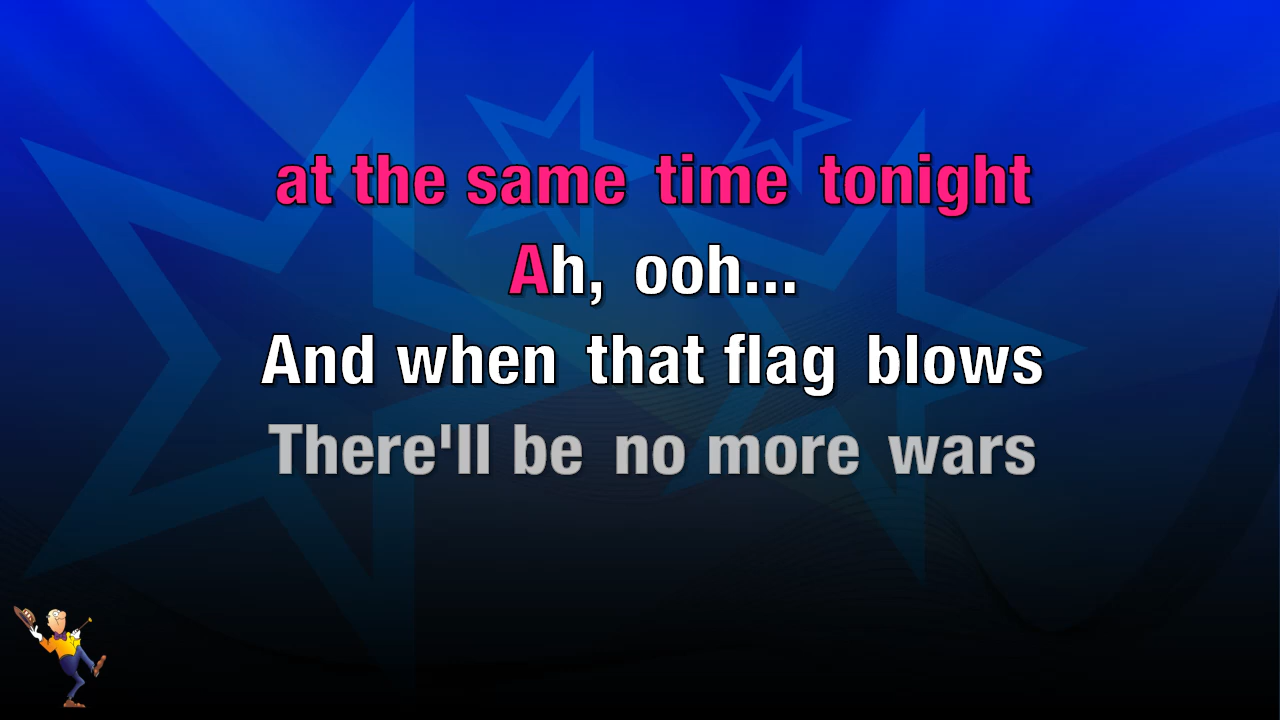 at the same time tonight
Ah, ooh...
And when that flag blows
There'll be no more wars